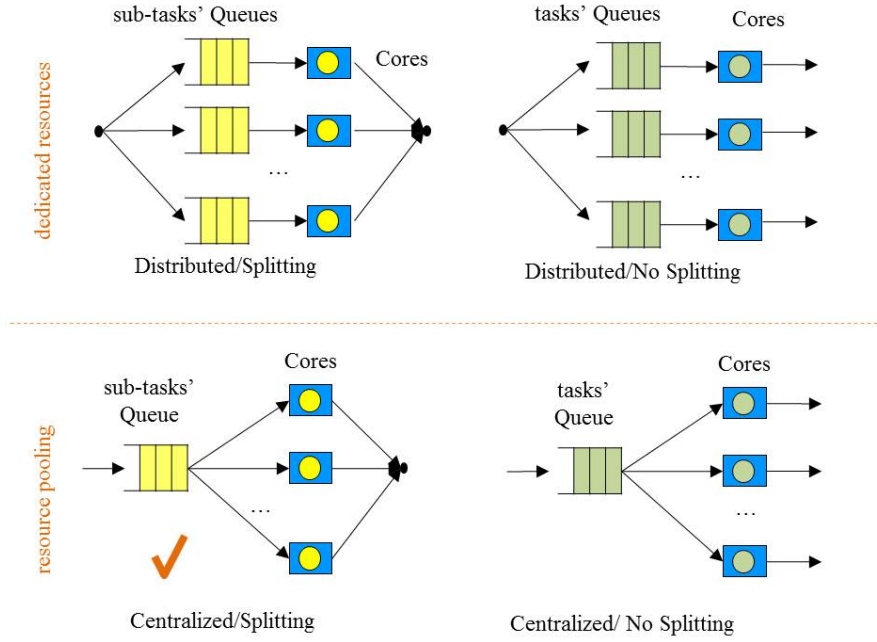 sub-tasks’ Queues
Cores
…
Distributed/Splitting
tasks’ Queues
Cores
…
Distributed/No Splitting
dedicated resources
sub-tasks’
Queue
Cores
…
Centralized/Splitting
tasks’
Queue
Cores
…
Centralized/ No Splitting
resource pooling